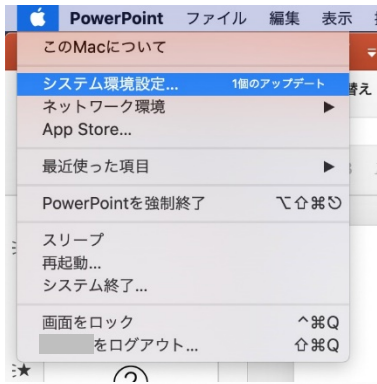 PowerPoint ファイル 編集 表示
このMacについて
システム環境設定... 1個のアップデート
替え
ネットワーク環境 ▶
App Store...
最近使った項目 ▶
PowerPointを強制終了 ⌥⇧⌘⎋
スリープ
再起動...
システム終了...
画面をロック ^⌘Q
をログアウト... ⇧⌘Q
②